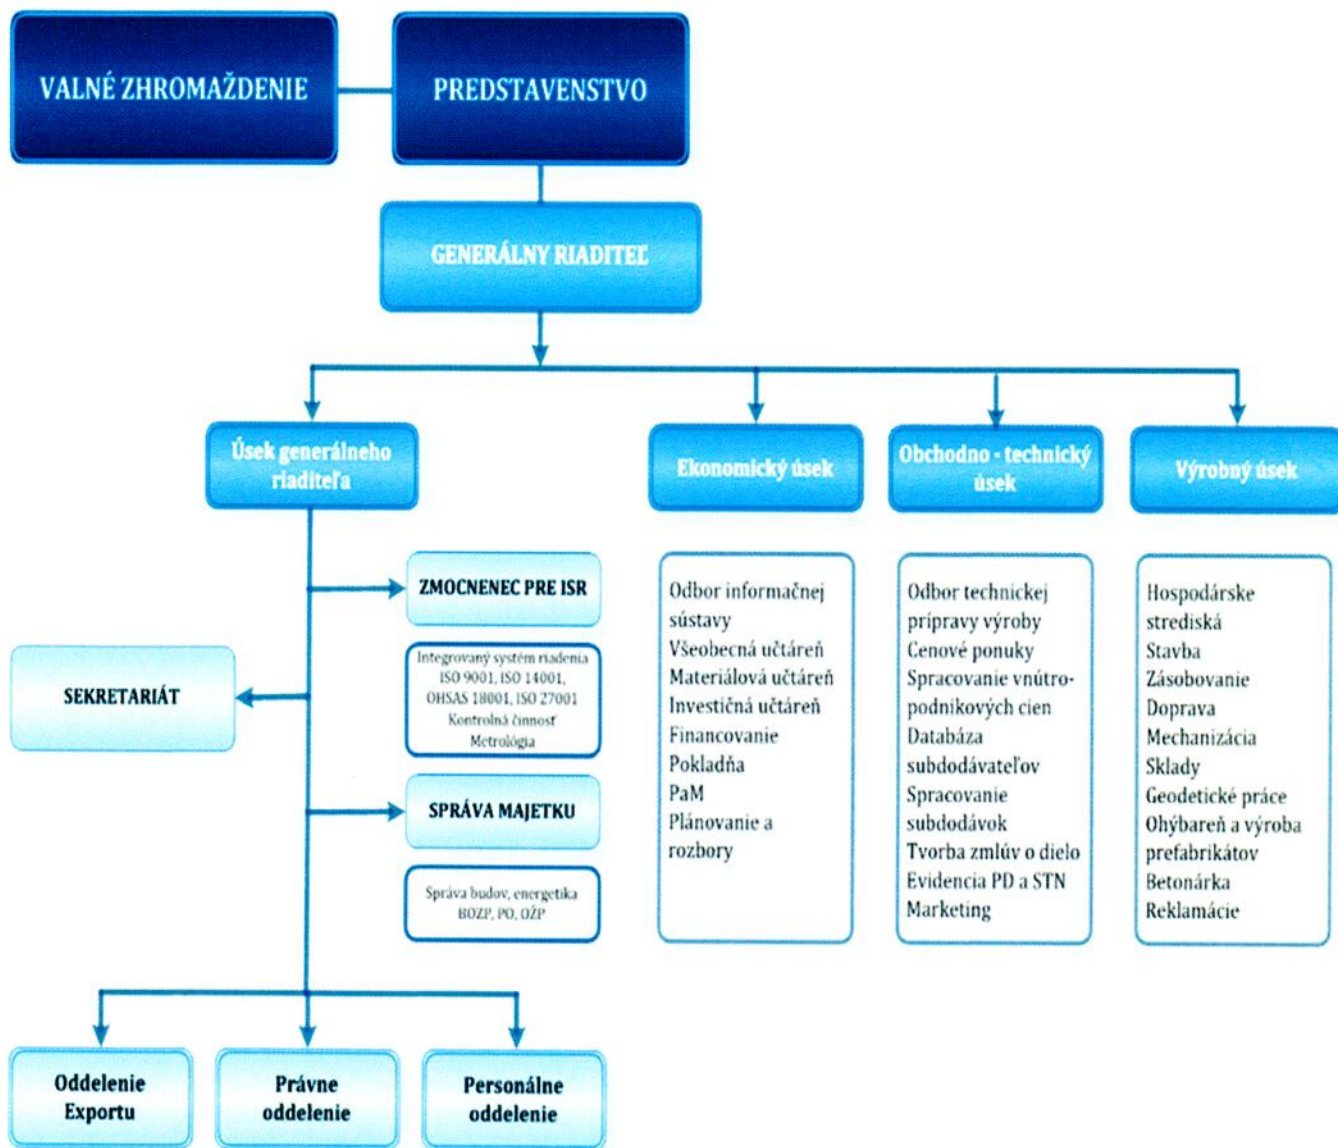 VALNÉ ZHROMAŽDENIE
PREDSTAVENSTVO
GENERÁLNY RIADITEĽ
Úsek generálneho
riaditeľa
Ekonomický úsek
Obchodno - technický
úsek
Výrobný úsek
ZMOCNENEC PRE ISR
Integrovaný systém riadenia
ISO 9001, ISO 14001,
OHSAS 18001, ISO 27001
Kontrolná činnosť
Metrológia
SEKRETARIÁT
SPRÁVA MAJETKU
Správa budov, energetika
BOZP, PO, OŽP
Odbor informačnej
sústavy
Všeobecná učtáreň
Materiálová učtáreň
Investičná učtáreň
Financovanie
Pokladňa
PaM
Plánovanie a
rozbory
Odbor technickej
prípravy výroby
Cenové ponuky
Spracovanie vnútro-
podnikových cien
Databáza
subdodávateľov
Spracovanie
subdodávok
Tvorba zmlúv o dielo
Evidencia PD a STN
Marketing
Hospodárske
strediská
Stavba
Zásobovanie
Doprava
Mechanizácia
Sklady
Geodetické práce
Ohýbareň a výroba
prefabrikátov
Betonárka
Reklamácie
Oddelenie
Exportu
Právne
oddelenie
Personálne
oddelenie